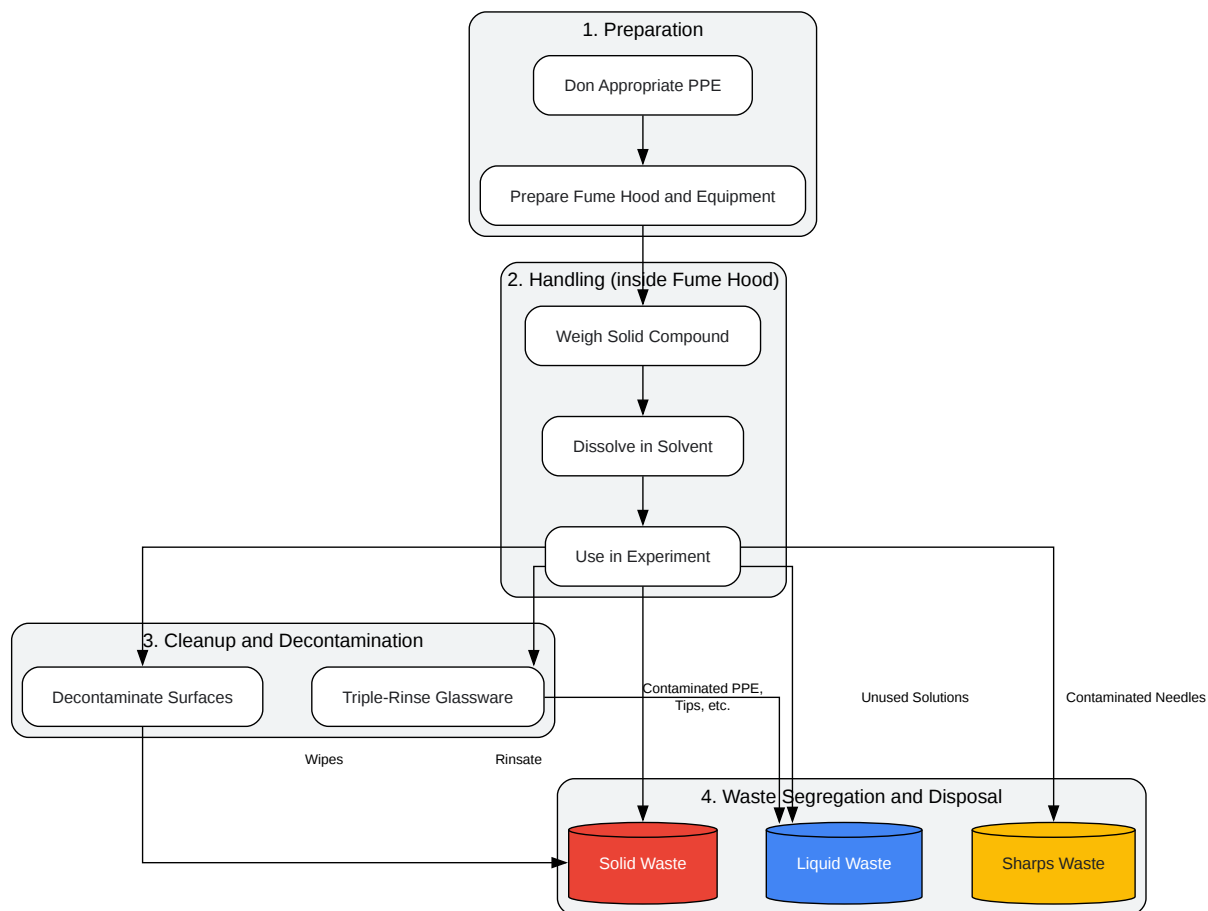 1. Preparation
Don Appropriate PPE
Prepare Fume Hood and Equipment
2. Handling (inside Fume Hood)
Weigh Solid Compound
Dissolve in Solvent
Use in Experiment
3. Cleanup and Decontamination
Decontaminate Surfaces
Triple-Rinse Glassware
Contaminated PPE,
Tips, etc.
Unused Solutions
Contaminated Needles
Wipes
Rinsate
4. Waste Segregation and Disposal
Solid Waste
Liquid Waste
Sharps Waste